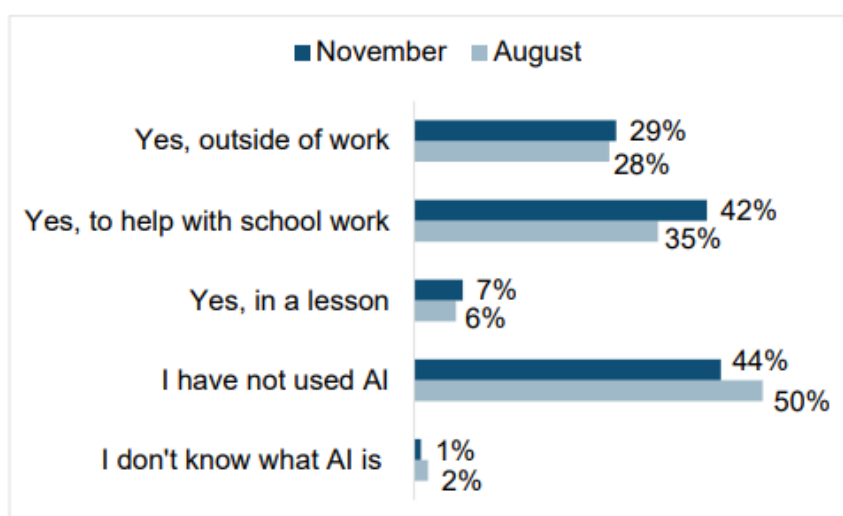 November August
Yes, outside of work 29%
28%
Yes, to help with school work 42%
35%
Yes, in a lesson 7%
6%
I have not used AI 44%
50%
I don't know what AI is 1%
2%